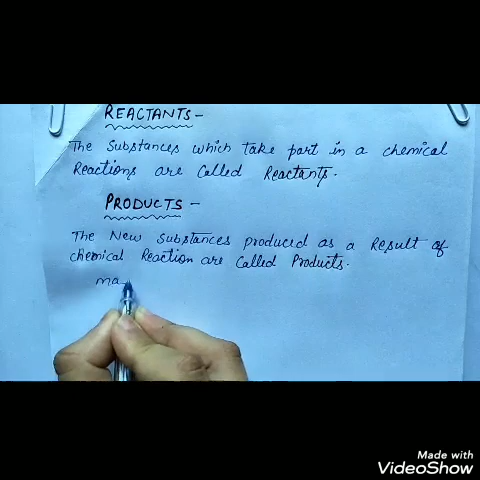 REACTANTS -
The Substances which take part in a chemical
Reactions are Called Reactants.
PRODUCTS -
The New Substances produced as a Result of
chemical Reaction are Called Products.
ma
Made with
VideoShow